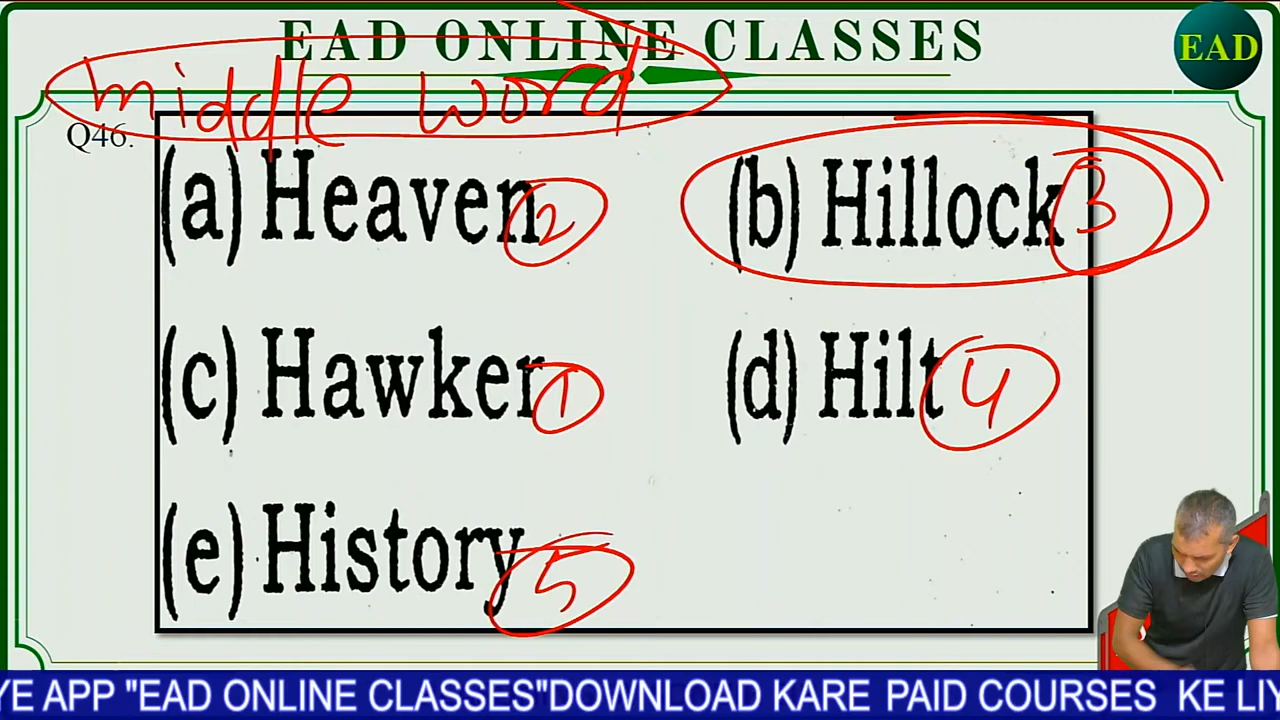 EAD ONLINE CLASSES
EAD
middle word
Q46.
(a) Heaven 2 (b) Hillock 3
(c) Hawker 1 (d) Hilt 4
(e) History 5
YE APP "EAD ONLINE CLASSES"DOWNLOAD KARE PAID COURSES KE LIY